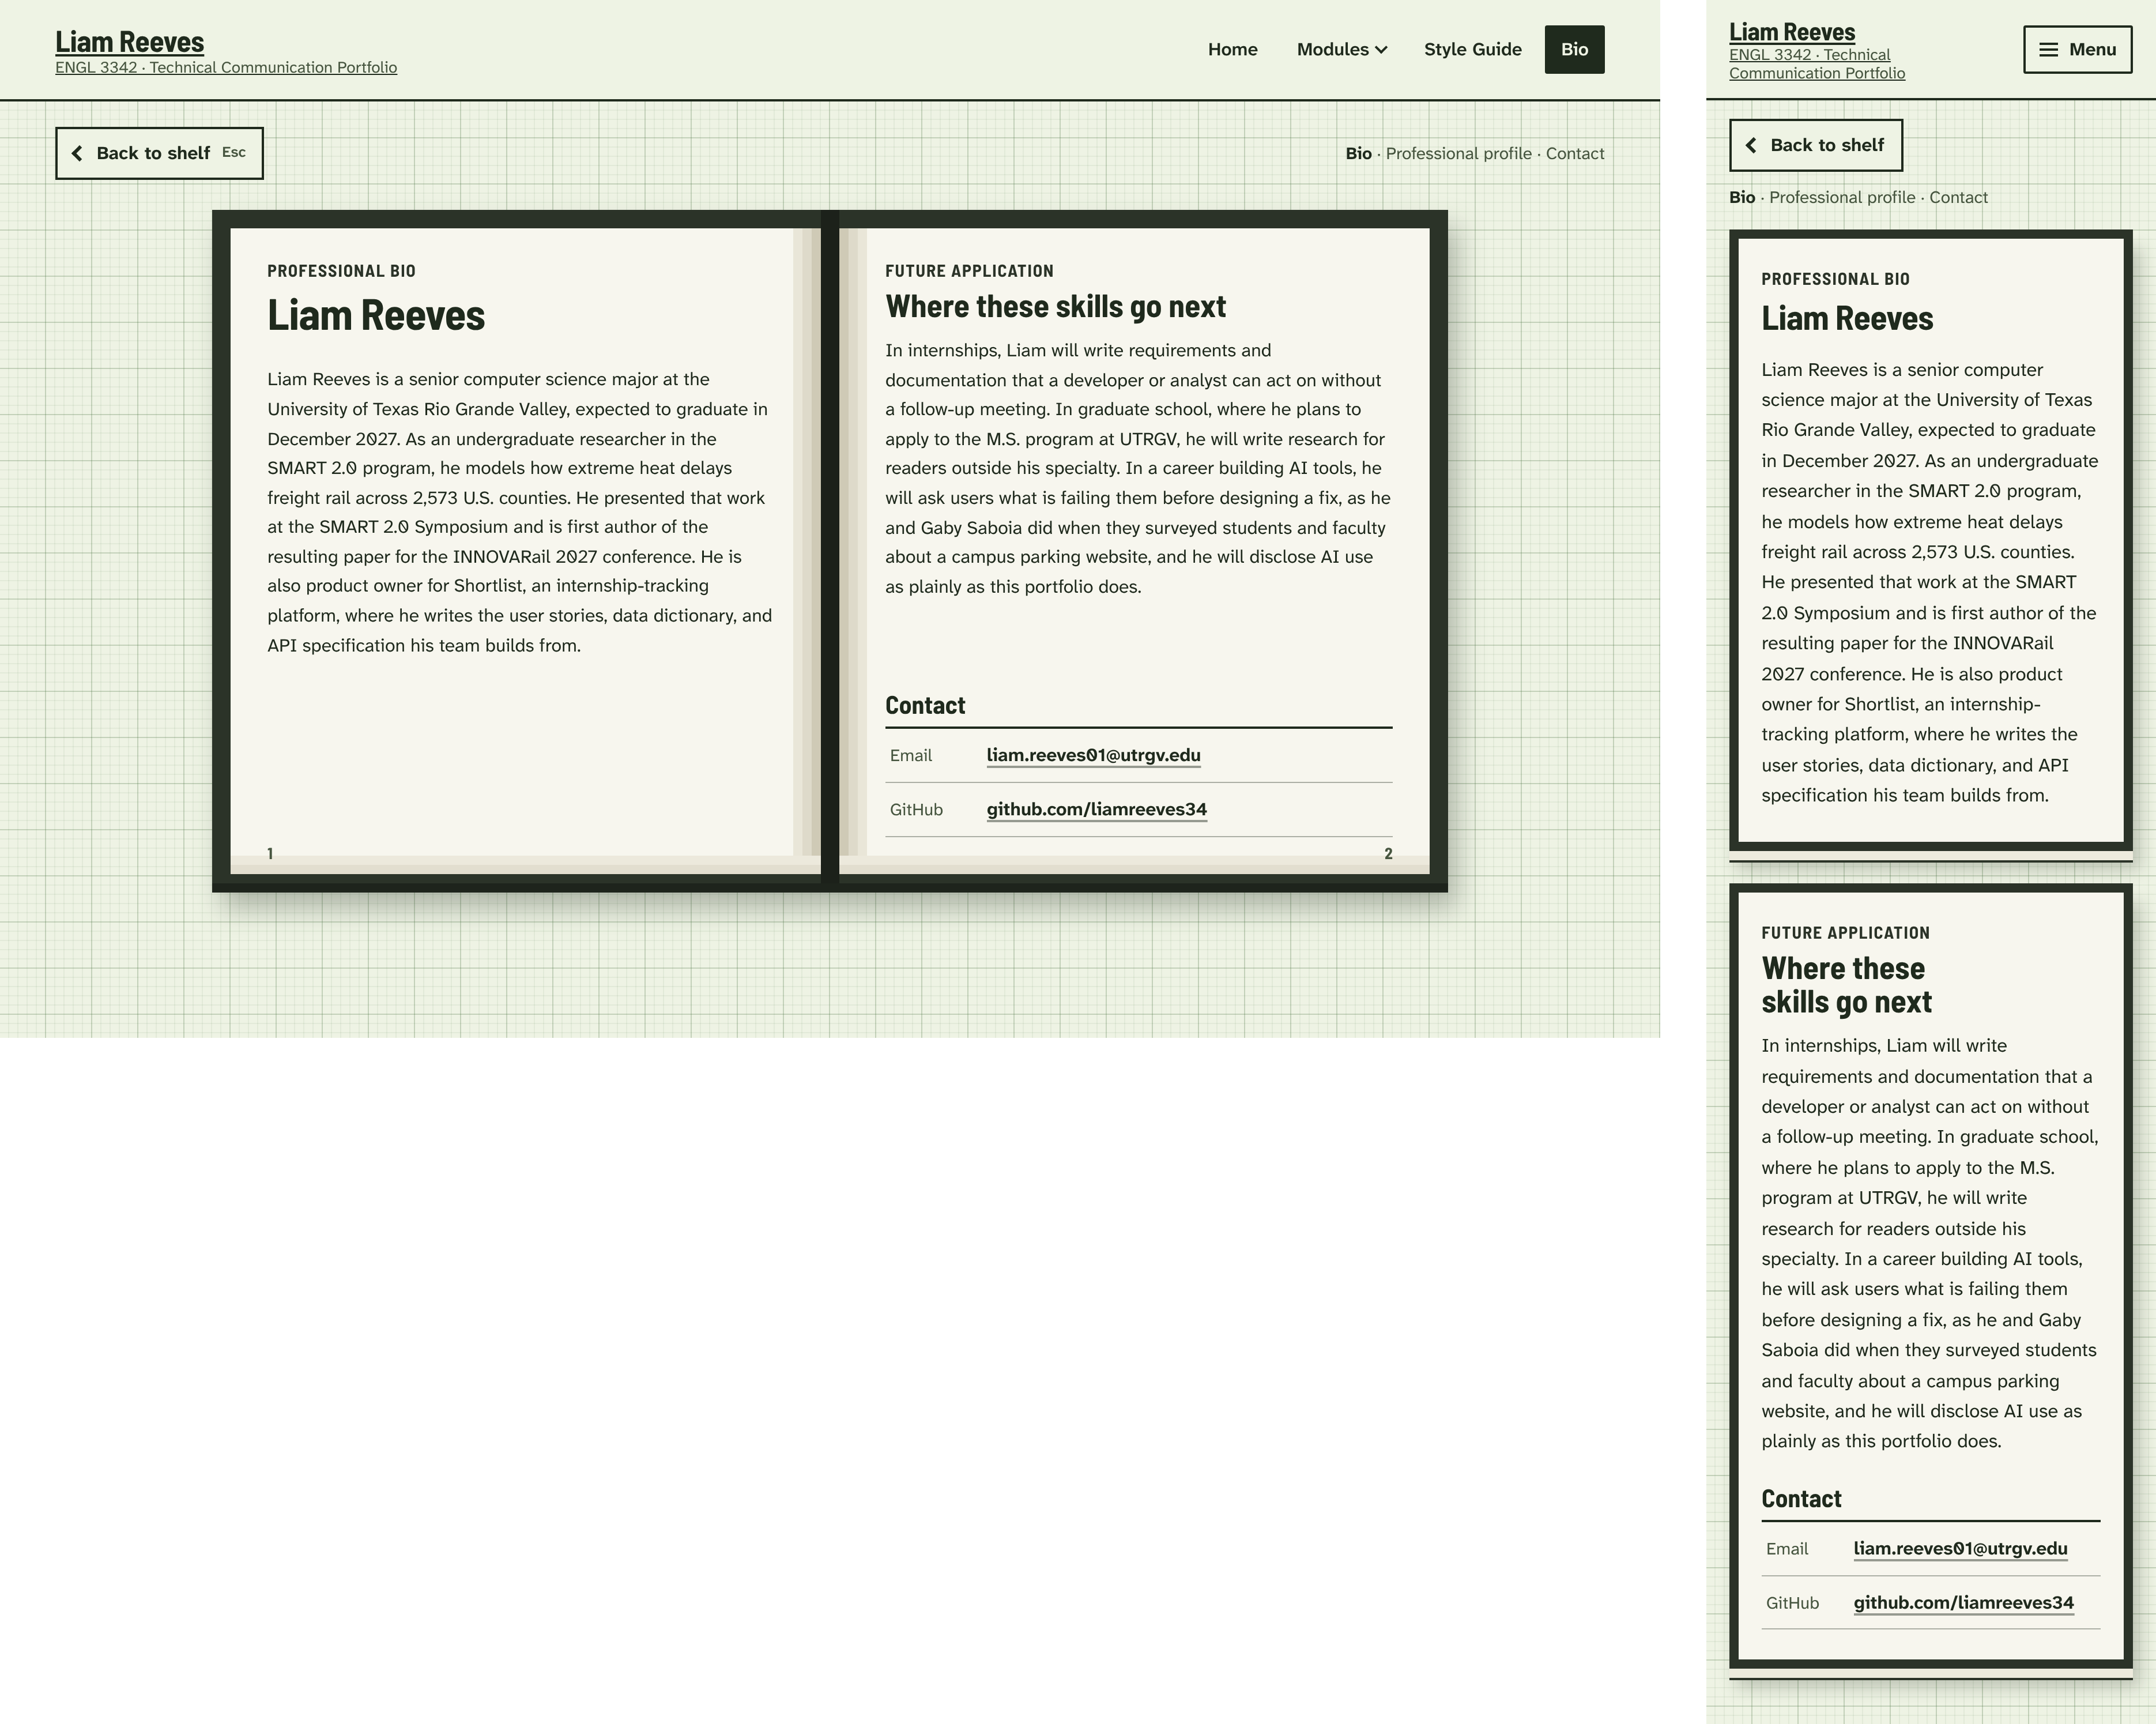 Liam Reeves
ENGL 3342 · Technical Communication Portfolio
Home
Modules
Style Guide
Bio
Back to shelf Esc
Bio · Professional profile · Contact
PROFESSIONAL BIO
Liam Reeves
Liam Reeves is a senior computer science major at the
University of Texas Rio Grande Valley, expected to graduate in
December 2027. As an undergraduate researcher in the
SMART 2.0 program, he models how extreme heat delays
freight rail across 2,573 U.S. counties. He presented that work
at the SMART 2.0 Symposium and is first author of the
resulting paper for the INNOVARail 2027 conference. He is
also product owner for Shortlist, an internship-tracking
platform, where he writes the user stories, data dictionary, and
API specification his team builds from.
1
FUTURE APPLICATION
Where these skills go next
In internships, Liam will write requirements and
documentation that a developer or analyst can act on without
a follow-up meeting. In graduate school, where he plans to
apply to the M.S. program at UTRGV, he will write research for
readers outside his specialty. In a career building AI tools, he
will ask users what is failing them before designing a fix, as he
and Gaby Saboia did when they surveyed students and faculty
about a campus parking website, and he will disclose AI use
as plainly as this portfolio does.
Contact
Email liam.reeves01@utrgv.edu
GitHub github.com/liamreeves34
2
Liam Reeves
ENGL 3342 · Technical
Communication Portfolio
Menu
Back to shelf
Bio · Professional profile · Contact
PROFESSIONAL BIO
Liam Reeves
Liam Reeves is a senior computer
science major at the University of Texas
Rio Grande Valley, expected to graduate
in December 2027. As an undergraduate
researcher in the SMART 2.0 program,
he models how extreme heat delays
freight rail across 2,573 U.S. counties.
He presented that work at the SMART
2.0 Symposium and is first author of the
resulting paper for the INNOVARail
2027 conference. He is also product
owner for Shortlist, an internship-
tracking platform, where he writes the
user stories, data dictionary, and API
specification his team builds from.
FUTURE APPLICATION
Where these
skills go next
In internships, Liam will write
requirements and documentation that a
developer or analyst can act on without
a follow-up meeting. In graduate school,
where he plans to apply to the M.S.
program at UTRGV, he will write
research for readers outside his
specialty. In a career building AI tools,
he will ask users what is failing them
before designing a fix, as he and Gaby
Saboia did when they surveyed students
and faculty about a campus parking
website, and he will disclose AI use as
plainly as this portfolio does.
Contact
Email liam.reeves01@utrgv.edu
GitHub github.com/liamreeves34